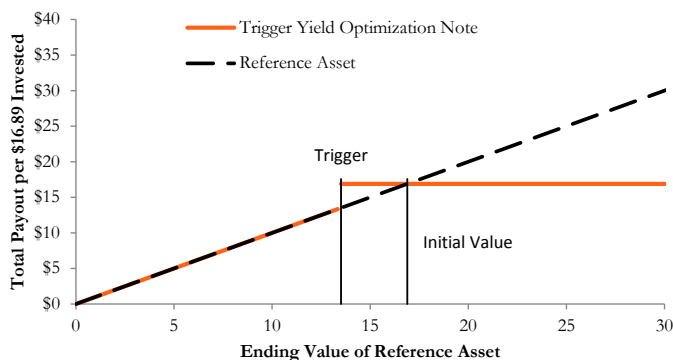 $40
$35
$30
$25
$20
$15
$10
$5
$0
Total Payout per $16.89 Invested
Trigger Yield Optimization Note
Reference Asset
Trigger
Initial Value
0 5 10 15 20 25 30
Ending Value of Reference Asset